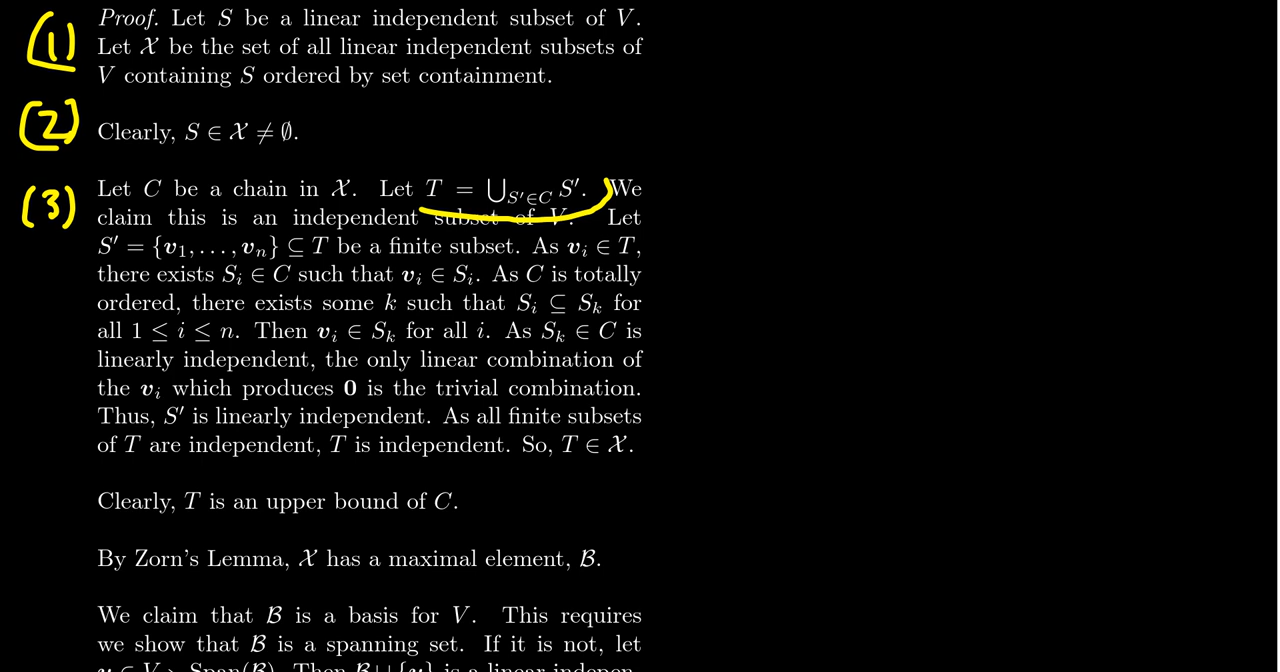 (1) Proof. Let S be a linear independent subset of V.
Let 𝒳 be the set of all linear independent subsets of
V containing S ordered by set containment.
(2) Clearly, S ∈ 𝒳 ≠ ∅.
(3) Let C be a chain in 𝒳. Let T = ⋃_{S′∈C} S′. We
claim this is an independent subset of V. Let
S′ = {𝒗₁, . . . , 𝒗ₙ} ⊆ T be a finite subset. As 𝒗ᵢ ∈ T,
there exists Sᵢ ∈ C such that 𝒗ᵢ ∈ Sᵢ. As C is totally
ordered, there exists some k such that Sᵢ ⊆ Sₖ for
all 1 ≤ i ≤ n. Then 𝒗ᵢ ∈ Sₖ for all i. As Sₖ ∈ C is
linearly independent, the only linear combination of
the 𝒗ᵢ which produces 𝟎 is the trivial combination.
Thus, S′ is linearly independent. As all finite subsets
of T are independent, T is independent. So, T ∈ 𝒳.
Clearly, T is an upper bound of C.
By Zorn's Lemma, 𝒳 has a maximal element, ℬ.
We claim that ℬ is a basis for V. This requires
we show that ℬ is a spanning set. If it is not, let
Span(ℬ). Then ℬ ∪ is a linear indepen-